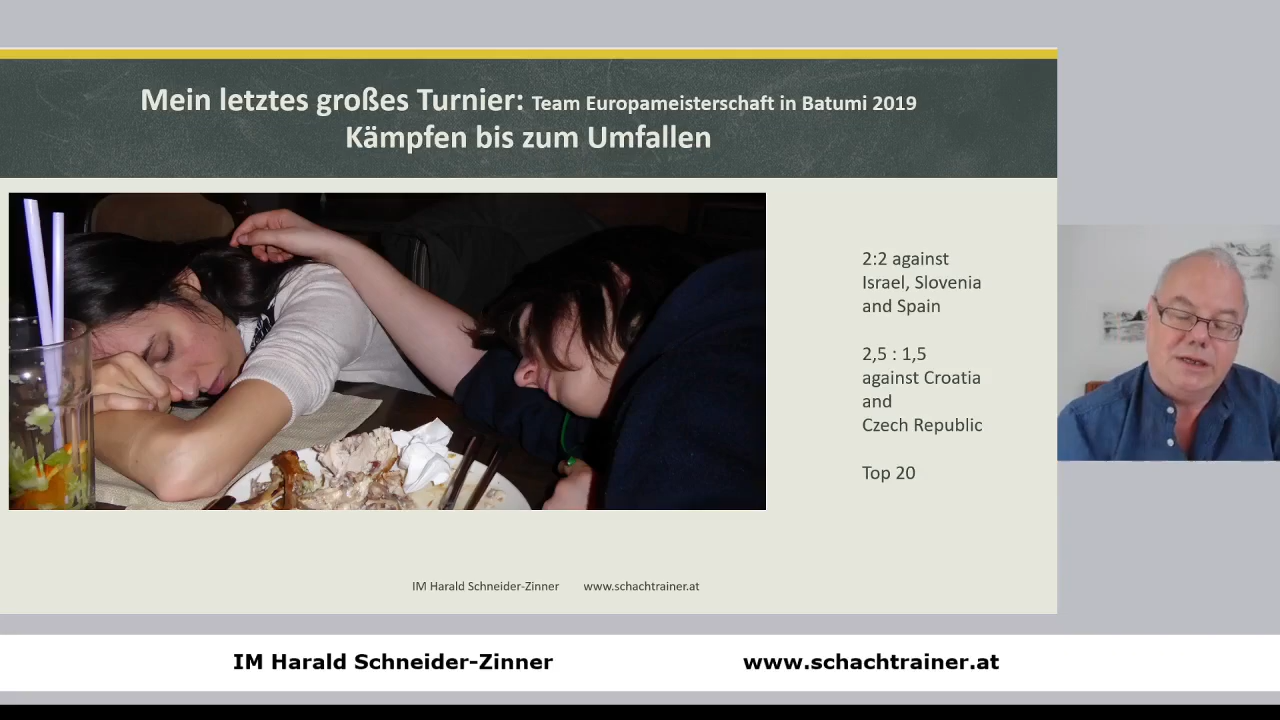 Mein letztes großes Turnier: Team Europameisterschaft in Batumi 2019
Kämpfen bis zum Umfallen
2:2 against
Israel, Slovenia
and Spain
2,5 : 1,5
against Croatia
and
Czech Republic
Top 20
IM Harald Schneider-Zinner www.schachtrainer.at
IM Harald Schneider-Zinner www.schachtrainer.at